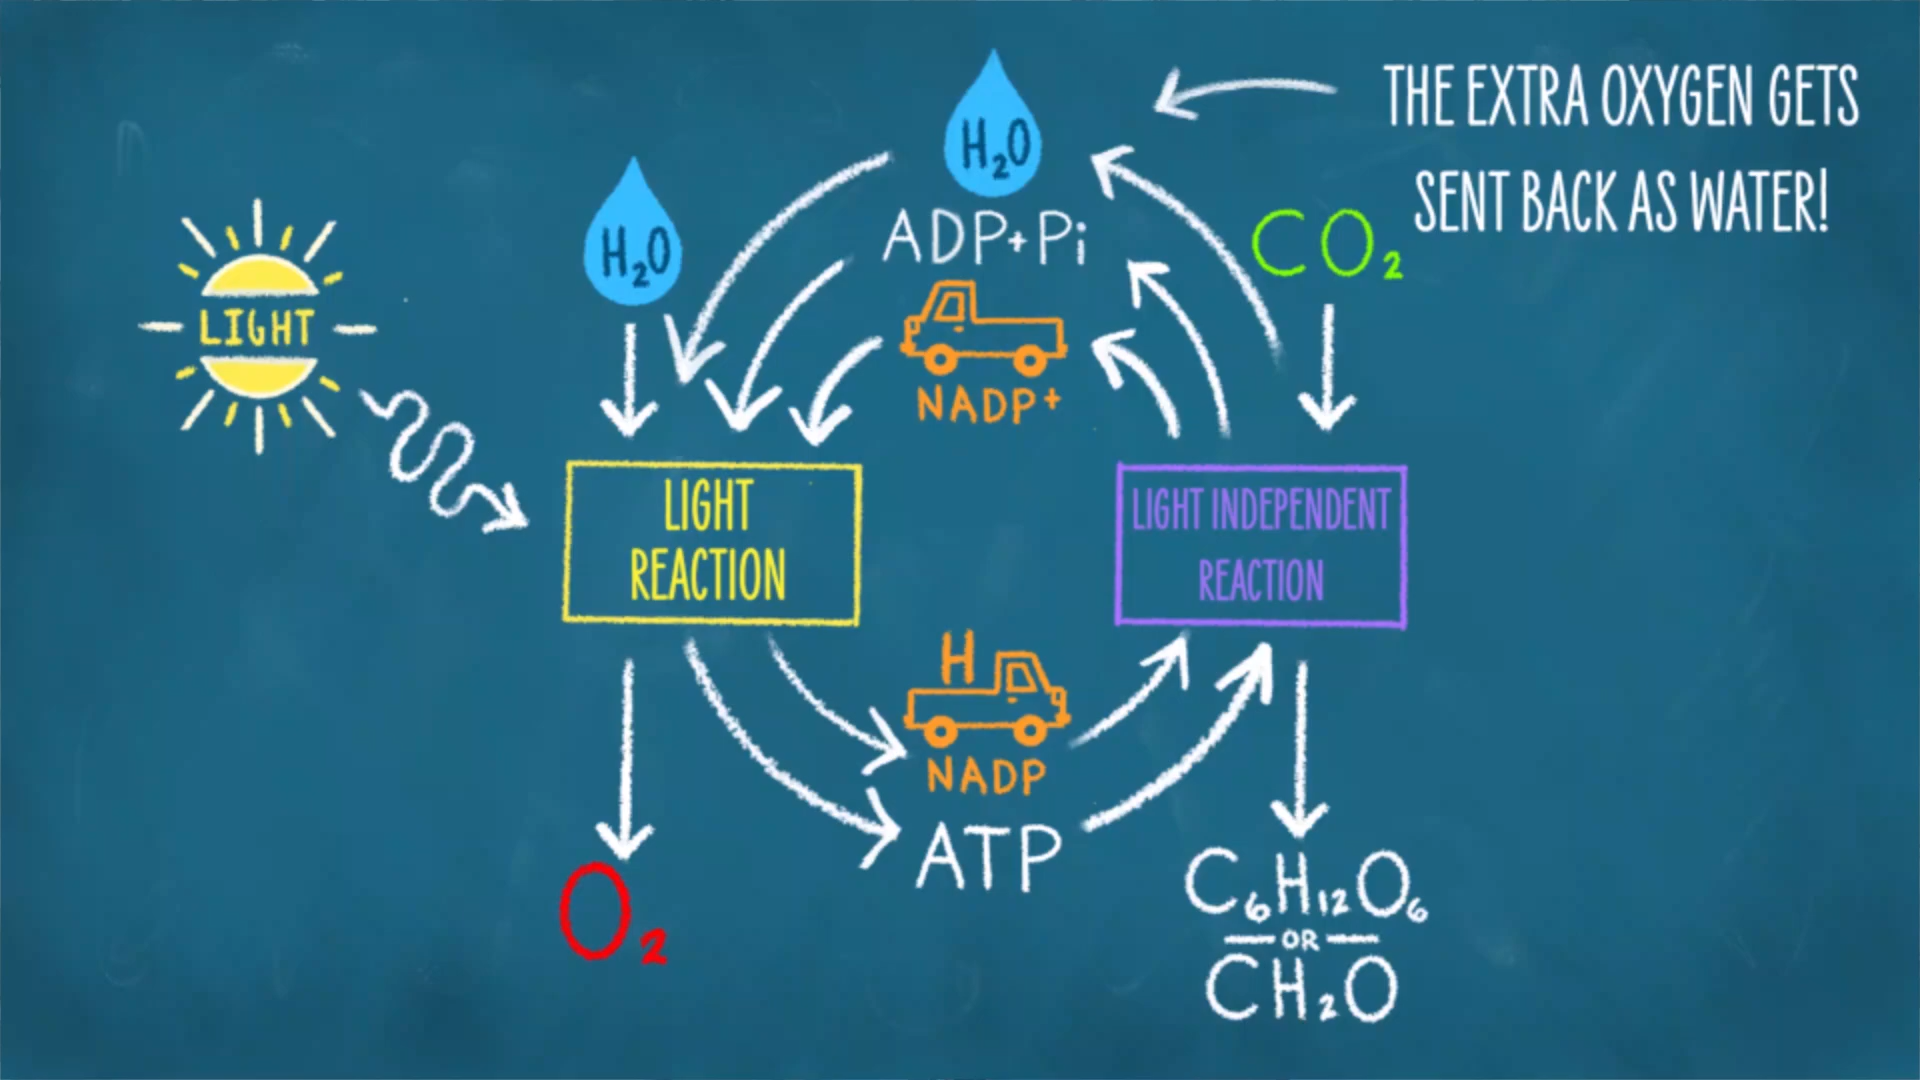 THE EXTRA OXYGEN GETS
SENT BACK AS WATER!
H₂O
H₂O
ADP+Pi
CO₂
LIGHT
NADP+
LIGHT
REACTION
LIGHT INDEPENDENT
REACTION
H
NADP
ATP
O₂
C₆H₁₂O₆
OR
CH₂O